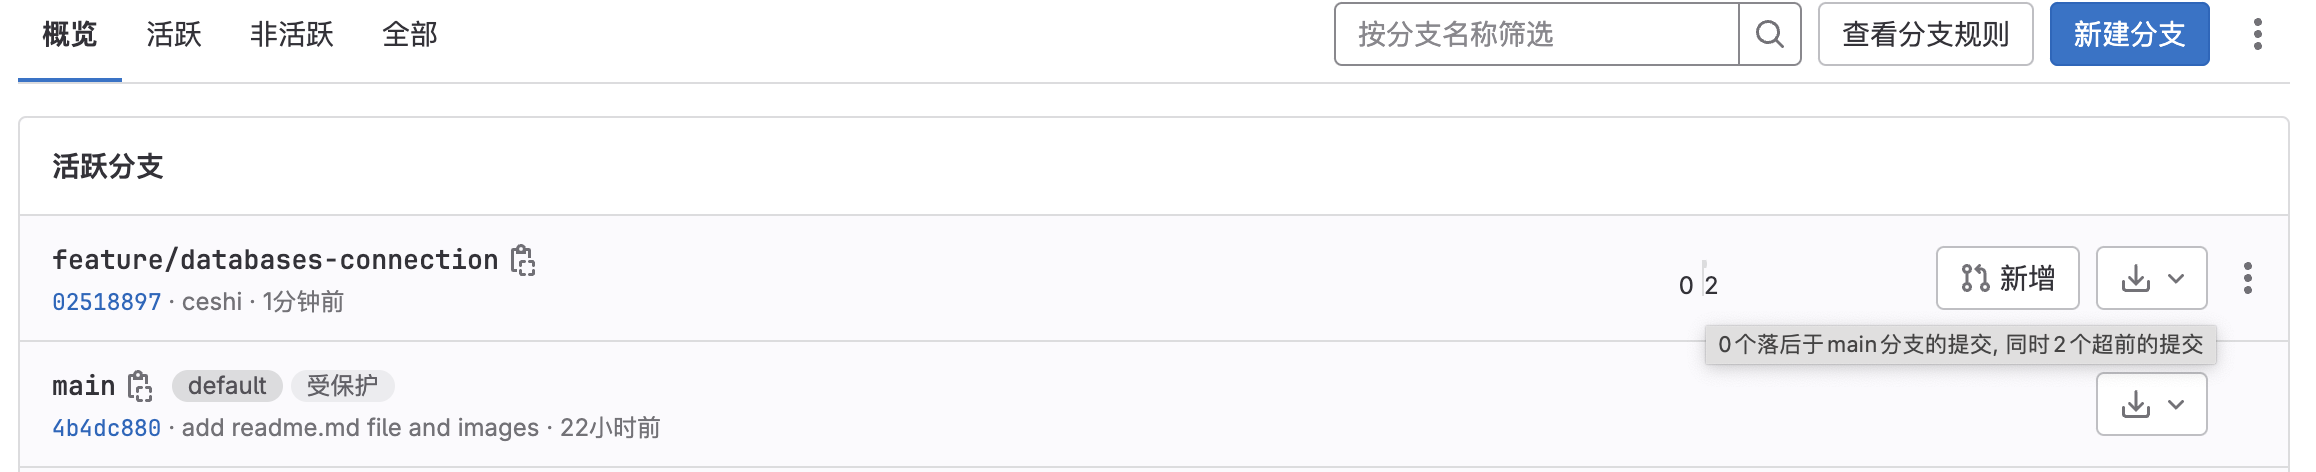 概览 活跃 非活跃 全部 按分支名称筛选 查看分支规则 新建分支
活跃分支
feature/databases-connection
02518897 · ceshi · 1分钟前
0 2 新增
0个落后于main分支的提交, 同时2个超前的提交
main default 受保护
4b4dc880 · add readme.md file and images · 22小时前